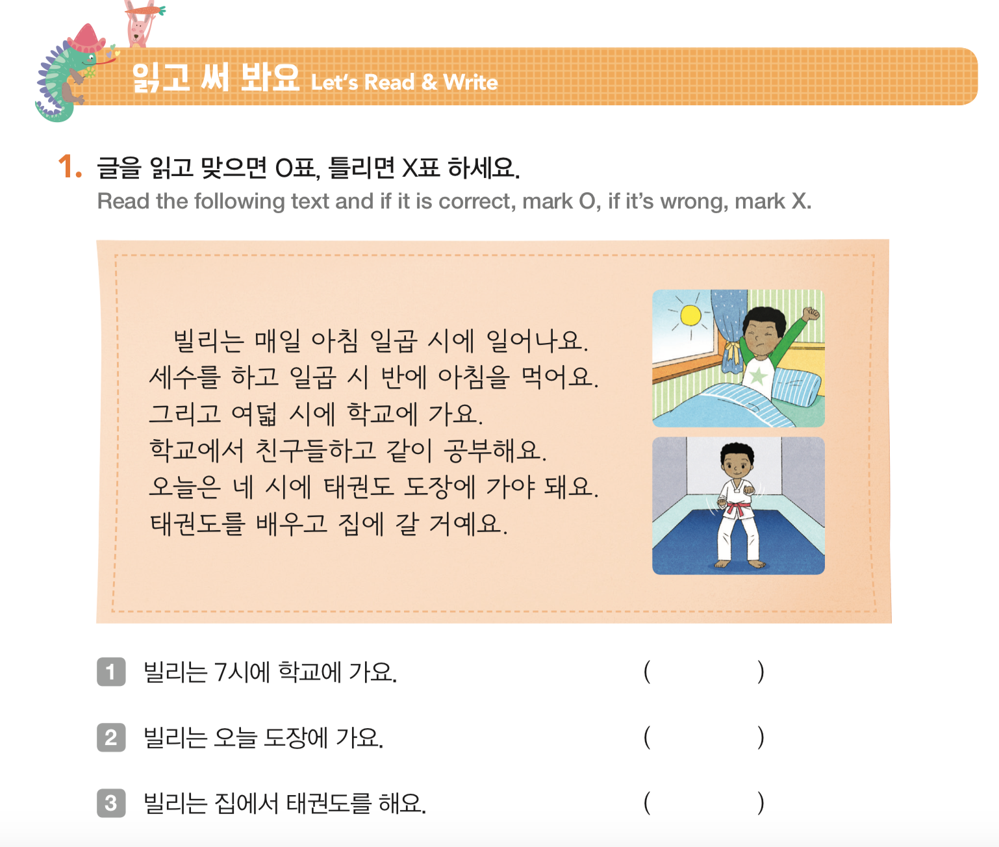 읽고 써 봐요 Let's Read & Write
1. 글을 읽고 맞으면 O표, 틀리면 X표 하세요.
Read the following text and if it is correct, mark O, if it's wrong, mark X.
빌리는 매일 아침 일곱 시에 일어나요.
세수를 하고 일곱 시 반에 아침을 먹어요.
그리고 여덟 시에 학교에 가요.
학교에서 친구들하고 같이 공부해요.
오늘은 네 시에 태권도 도장에 가야 돼요.
태권도를 배우고 집에 갈 거예요.
1 빌리는 7시에 학교에 가요. ( )
2 빌리는 오늘 도장에 가요. ( )
3 빌리는 집에서 태권도를 해요. ( )